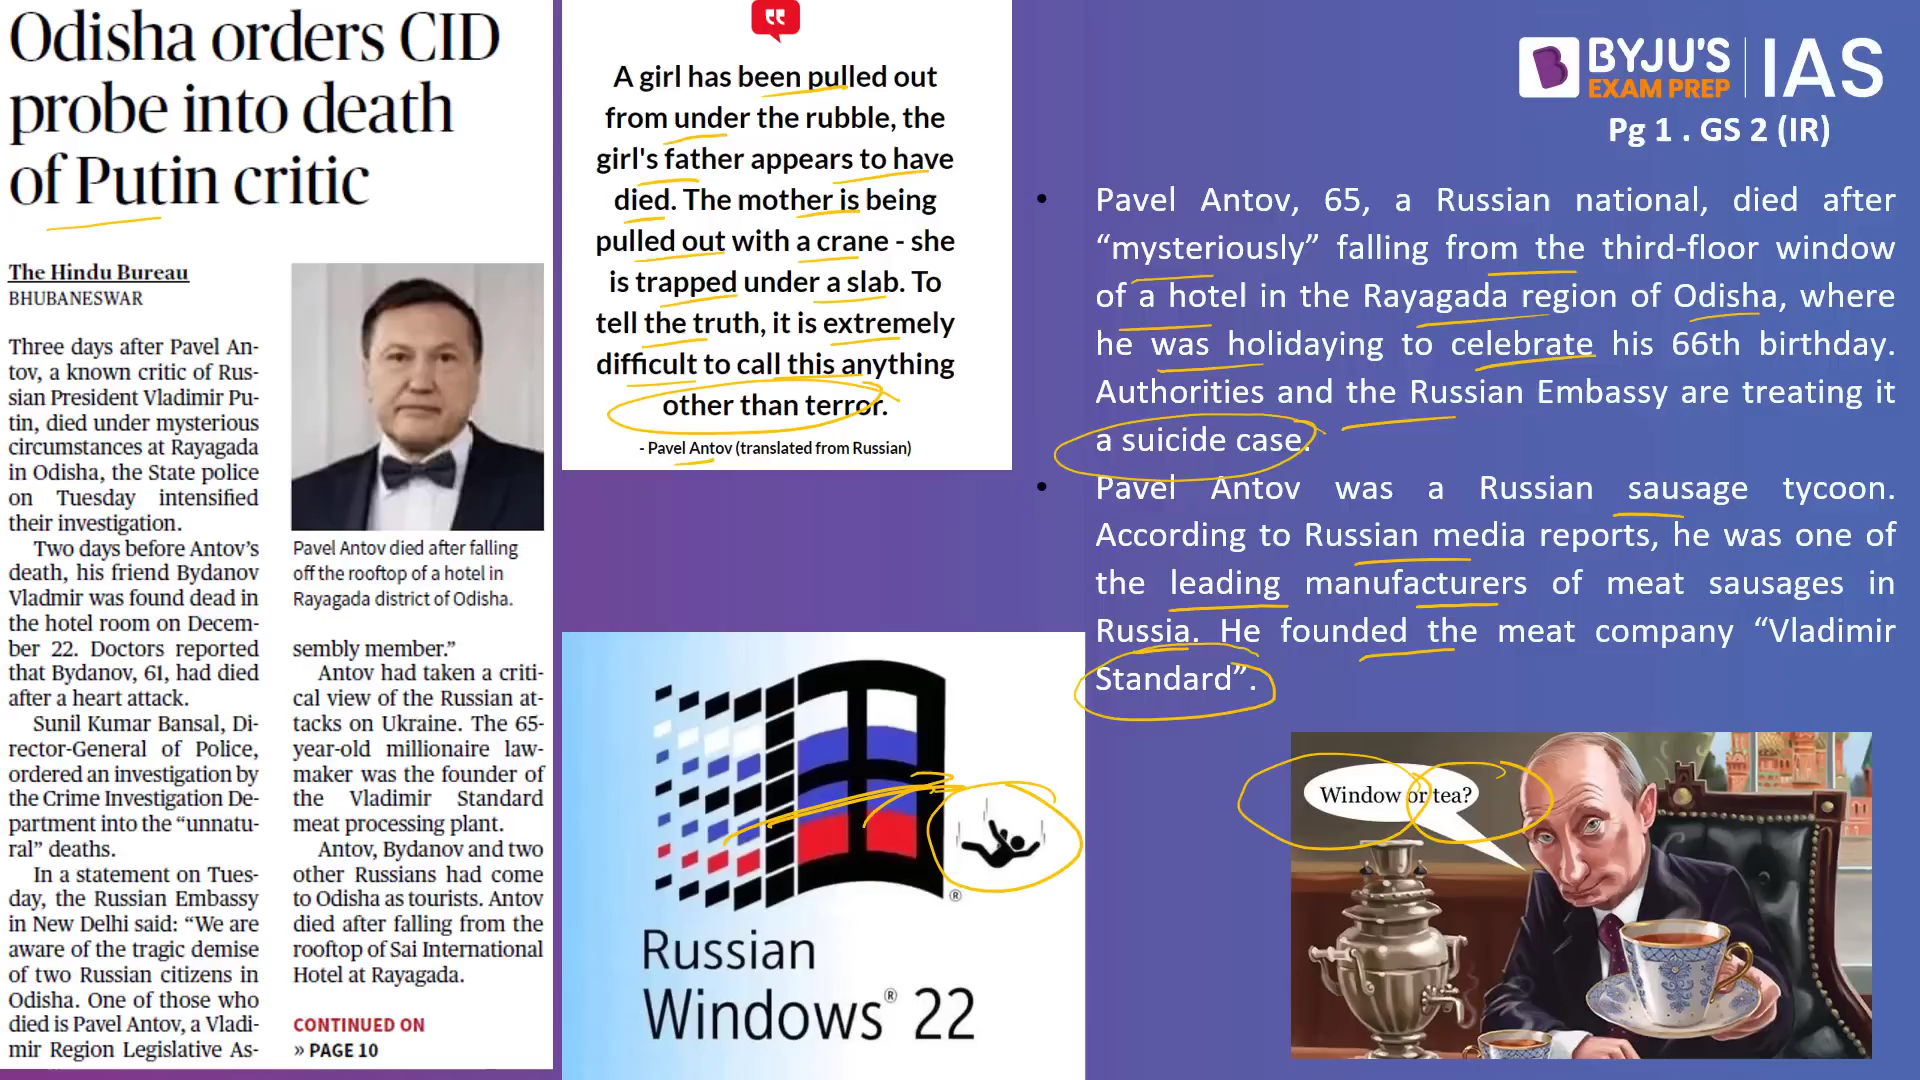 Odisha orders CID
probe into death
of Putin critic
The Hindu Bureau
BHUBANESWAR
Three days after Pavel An-
tov, a known critic of Rus-
sian President Vladimir Pu-
tin, died under mysterious
circumstances at Rayagada
in Odisha, the State police
on Tuesday intensified
their investigation.
Two days before Antov’s
death, his friend Bydanov
Vladmir was found dead in
the hotel room on Decem-
ber 22. Doctors reported
that Bydanov, 61, had died
after a heart attack.
Sunil Kumar Bansal, Di-
rector-General of Police,
ordered an investigation by
the Crime Investigation De-
partment into the “unnatu-
ral” deaths.
In a statement on Tues-
day, the Russian Embassy
in New Delhi said: “We are
aware of the tragic demise
of two Russian citizens in
Odisha. One of those who
died is Pavel Antov, a Vladi-
mir Region Legislative As-
Pavel Antov died after falling
off the rooftop of a hotel in
Rayagada district of Odisha.
sembly member.”
Antov had taken a criti-
cal view of the Russian at-
tacks on Ukraine. The 65-
year-old millionaire law-
maker was the founder of
the Vladimir Standard
meat processing plant.
Antov, Bydanov and two
other Russians had come
to Odisha as tourists. Antov
died after falling from the
rooftop of Sai International
Hotel at Rayagada.
CONTINUED ON
» PAGE 10
A girl has been pulled out
from under the rubble, the
girl's father appears to have
died. The mother is being
pulled out with a crane - she
is trapped under a slab. To
tell the truth, it is extremely
difficult to call this anything
other than terror.
- Pavel Antov (translated from Russian)
®
Russian
Windows® 22
BYJU'S
EXAM PREP
IAS
Pg 1 . GS 2 (IR)
• Pavel Antov, 65, a Russian national, died after
“mysteriously” falling from the third-floor window
of a hotel in the Rayagada region of Odisha, where
he was holidaying to celebrate his 66th birthday.
Authorities and the Russian Embassy are treating it
a suicide case.
• Pavel Antov was a Russian sausage tycoon.
According to Russian media reports, he was one of
the leading manufacturers of meat sausages in
Russia. He founded the meat company “Vladimir
Standard”.
Window or tea?